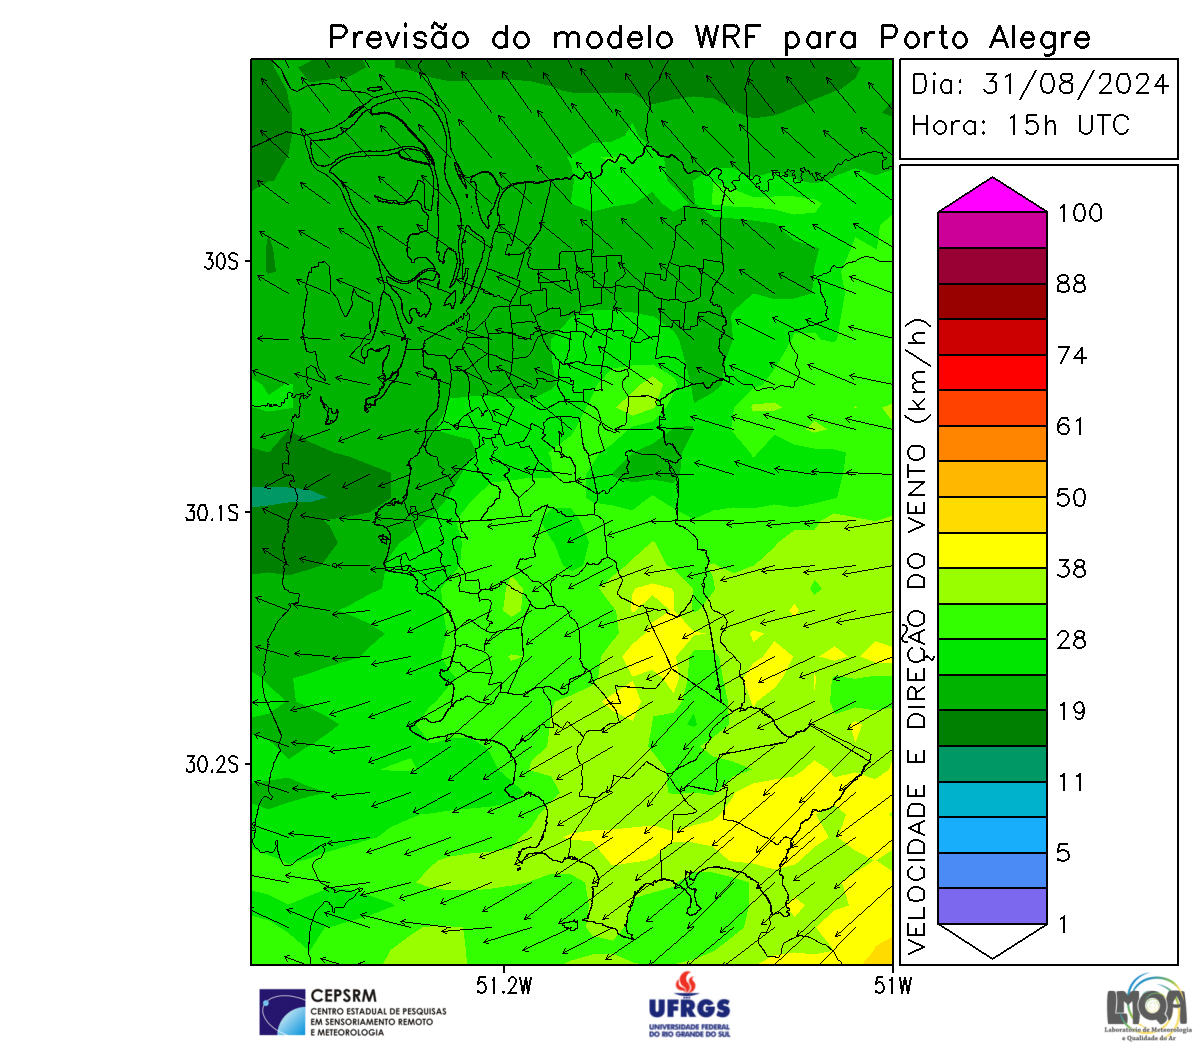 Previsão do modelo WRF para Porto Alegre
Dia: 31/08/2024
Hora: 15h UTC
30S
30.1S
30.2S
51.2W
51W
VELOCIDADE E DIREÇÃO DO VENTO (km/h)
100
88
74
61
50
38
28
19
11
5
1
CEPSRM
CENTRO ESTADUAL DE PESQUISAS
EM SENSORIAMENTO REMOTO
E METEOROLOGIA
UFRGS
UNIVERSIDADE FEDERAL
DO RIO GRANDE DO SUL
LMQA
Laboratório de Meteorologia
e Qualidade do Ar